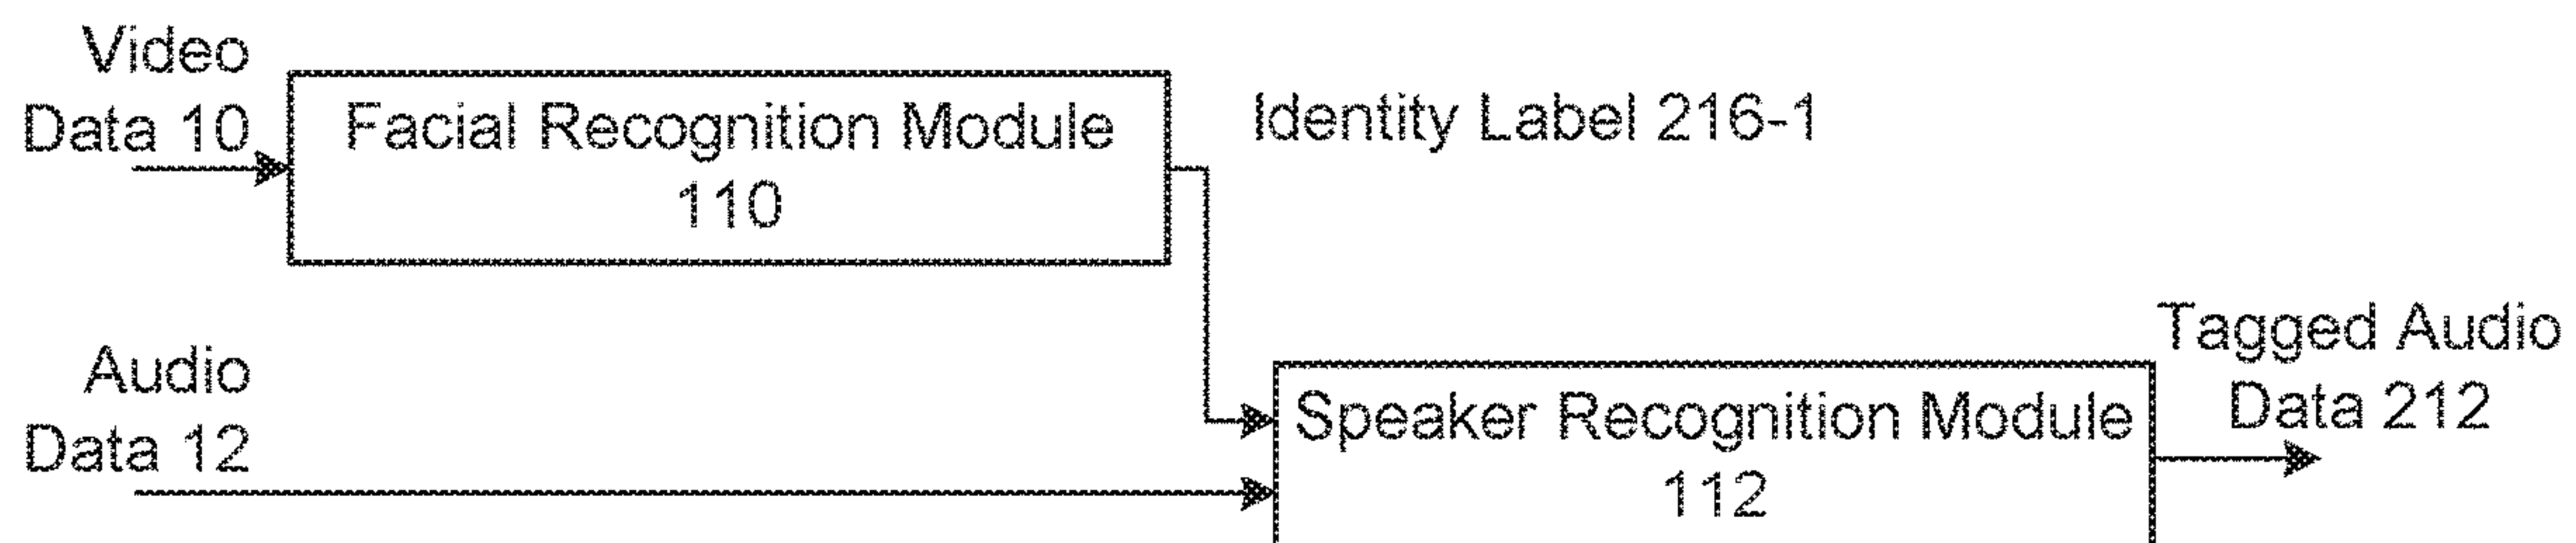 Video
Data 10
Facial Recognition Module
110
Identity Label 216-1
Audio
Data 12
Speaker Recognition Module
112
Tagged Audio
Data 212